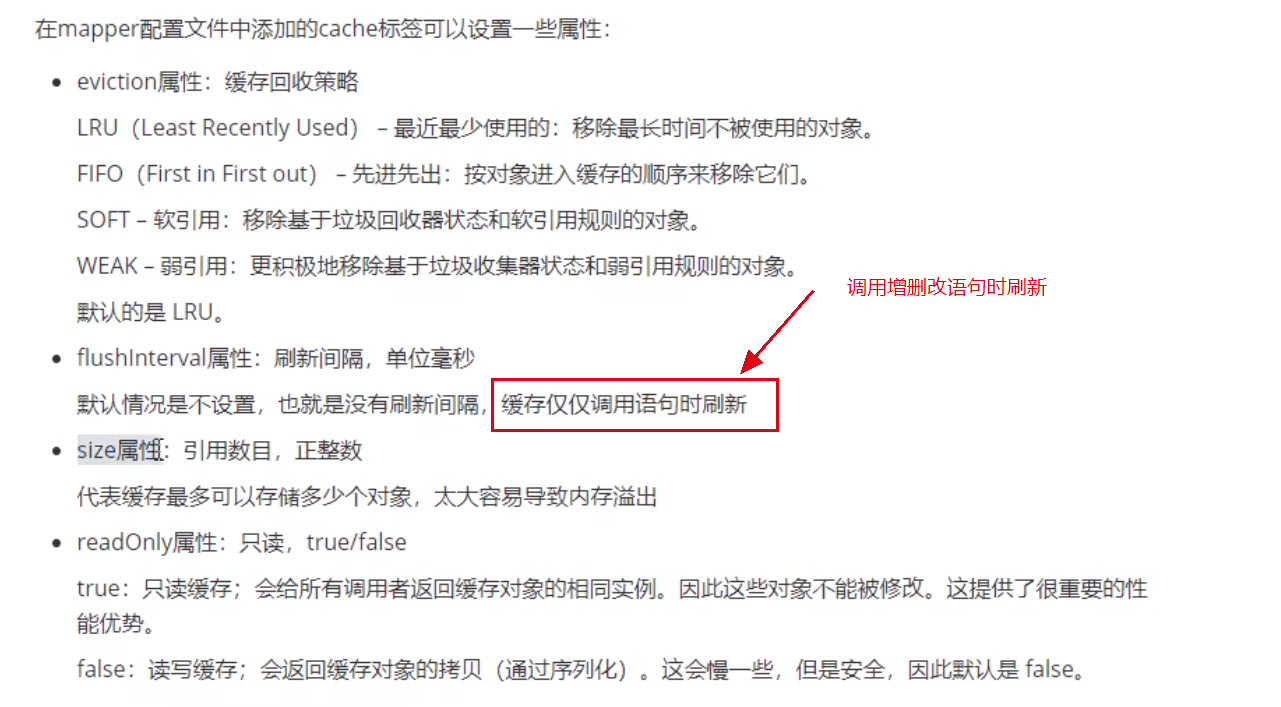 在mapper配置文件中添加的cache标签可以设置一些属性：
eviction属性：缓存回收策略
LRU（Least Recently Used） – 最近最少使用的：移除最长时间不被使用的对象。
FIFO（First in First out） – 先进先出：按对象进入缓存的顺序来移除它们。
SOFT – 软引用：移除基于垃圾回收器状态和软引用规则的对象。
WEAK – 弱引用：更积极地移除基于垃圾收集器状态和弱引用规则的对象。
调用增删改语句时刷新
默认的是 LRU。
flushInterval属性：刷新间隔，单位毫秒
默认情况是不设置，也就是没有刷新间隔，缓存仅仅调用语句时刷新
size属性：引用数目，正整数
代表缓存最多可以存储多少个对象，太大容易导致内存溢出
readOnly属性：只读，true/false
true：只读缓存；会给所有调用者返回缓存对象的相同实例。因此这些对象不能被修改。这提供了很重要的性
能优势。
false：读写缓存；会返回缓存对象的拷贝（通过序列化）。这会慢一些，但是安全，因此默认是 false。